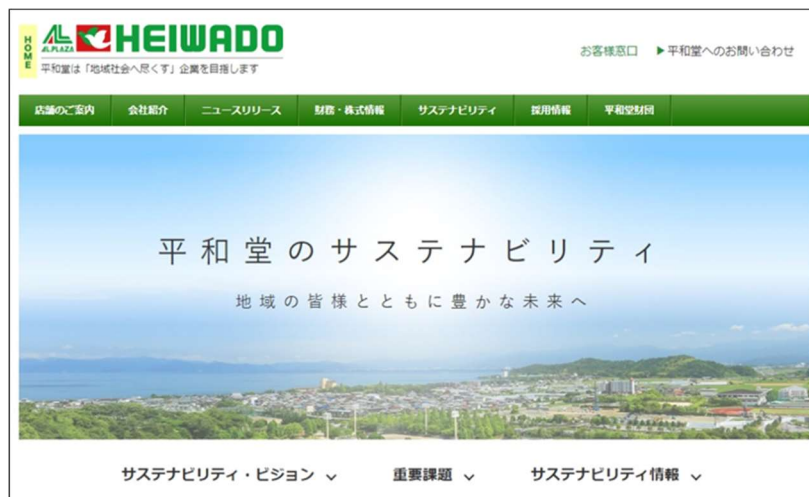 HOME
AL.PLAZA
HEIWADO
平和堂は「地域社会へ尽くす」企業を目指します
お客様窓口 ▶平和堂へのお問い合わせ
店舗のご案内 会社紹介 ニュースリリース 財務・株式情報 サステナビリティ 採用情報 平和堂財団
平和堂のサステナビリティ
地域の皆様とともに豊かな未来へ
サステナビリティ・ビジョン 重要課題 サステナビリティ情報